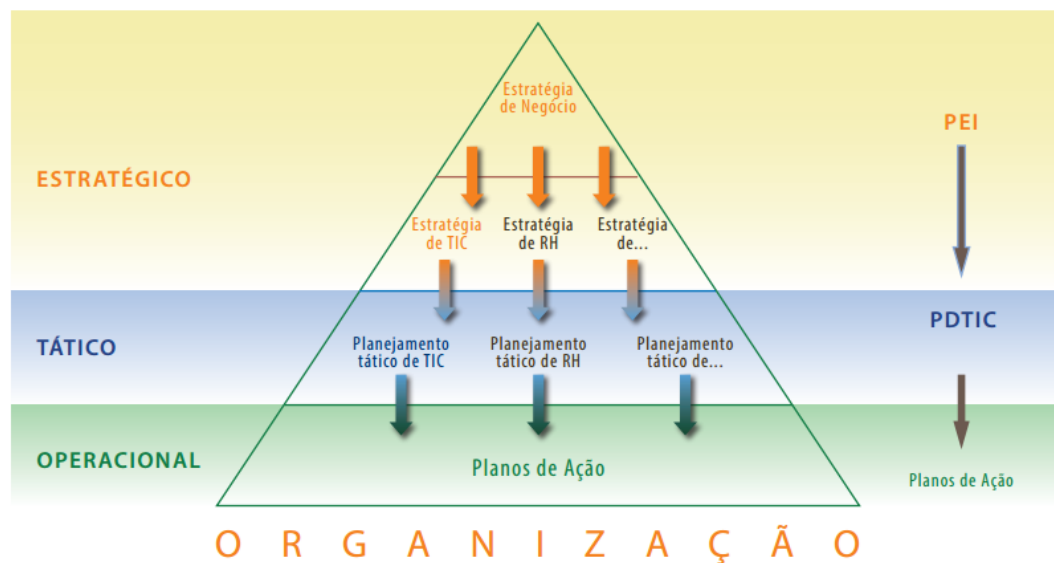 Estratégia
de Negócio
PEI
ESTRATÉGICO
Estratégia
de TIC
Estratégia
de RH
Estratégia
de...
TÁTICO
Planejamento
tático de TIC
Planejamento
tático de RH
Planejamento
tático de...
PDTIC
OPERACIONAL
Planos de Ação
Planos de Ação
ORGANIZAÇÃO